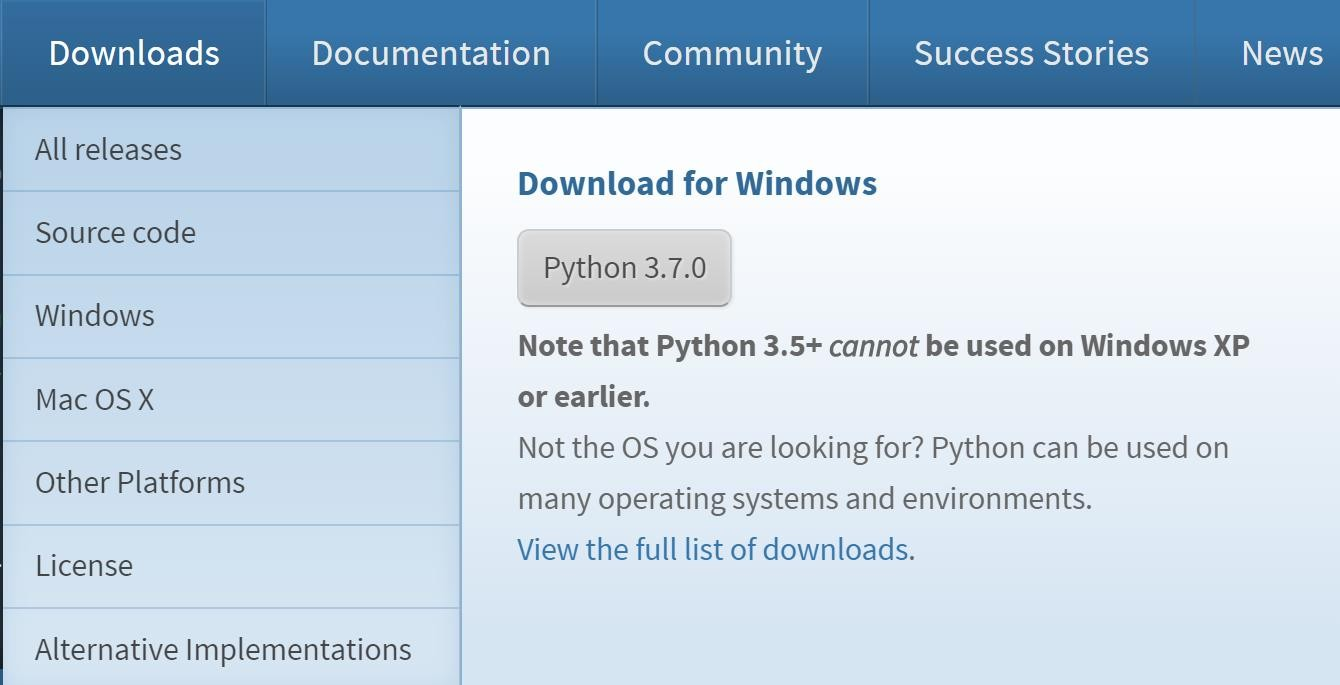 Downloads Documentation Community Success Stories News
All releases
Source code
Windows
Mac OS X
Other Platforms
License
Alternative Implementations
Download for Windows
Python 3.7.0
Note that Python 3.5+ cannot be used on Windows XP
or earlier.
Not the OS you are looking for? Python can be used on
many operating systems and environments.
View the full list of downloads.